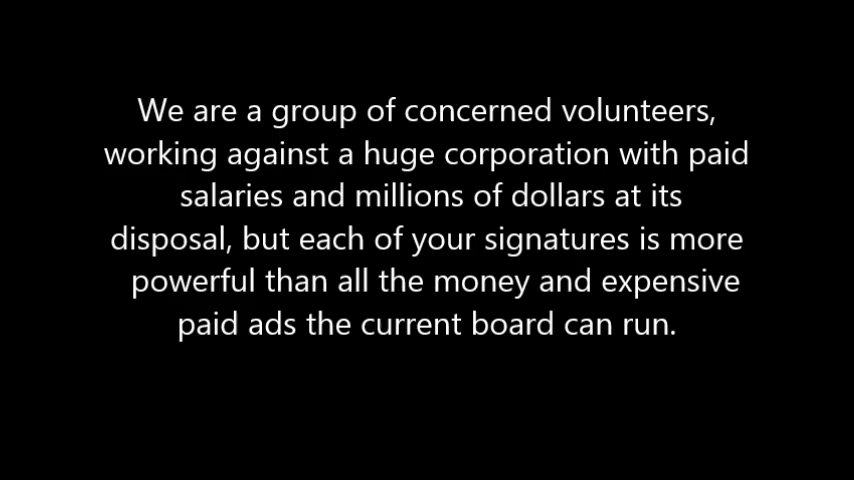 We are a group of concerned volunteers,
working against a huge corporation with paid
salaries and millions of dollars at its
disposal, but each of your signatures is more
powerful than all the money and expensive
paid ads the current board can run.